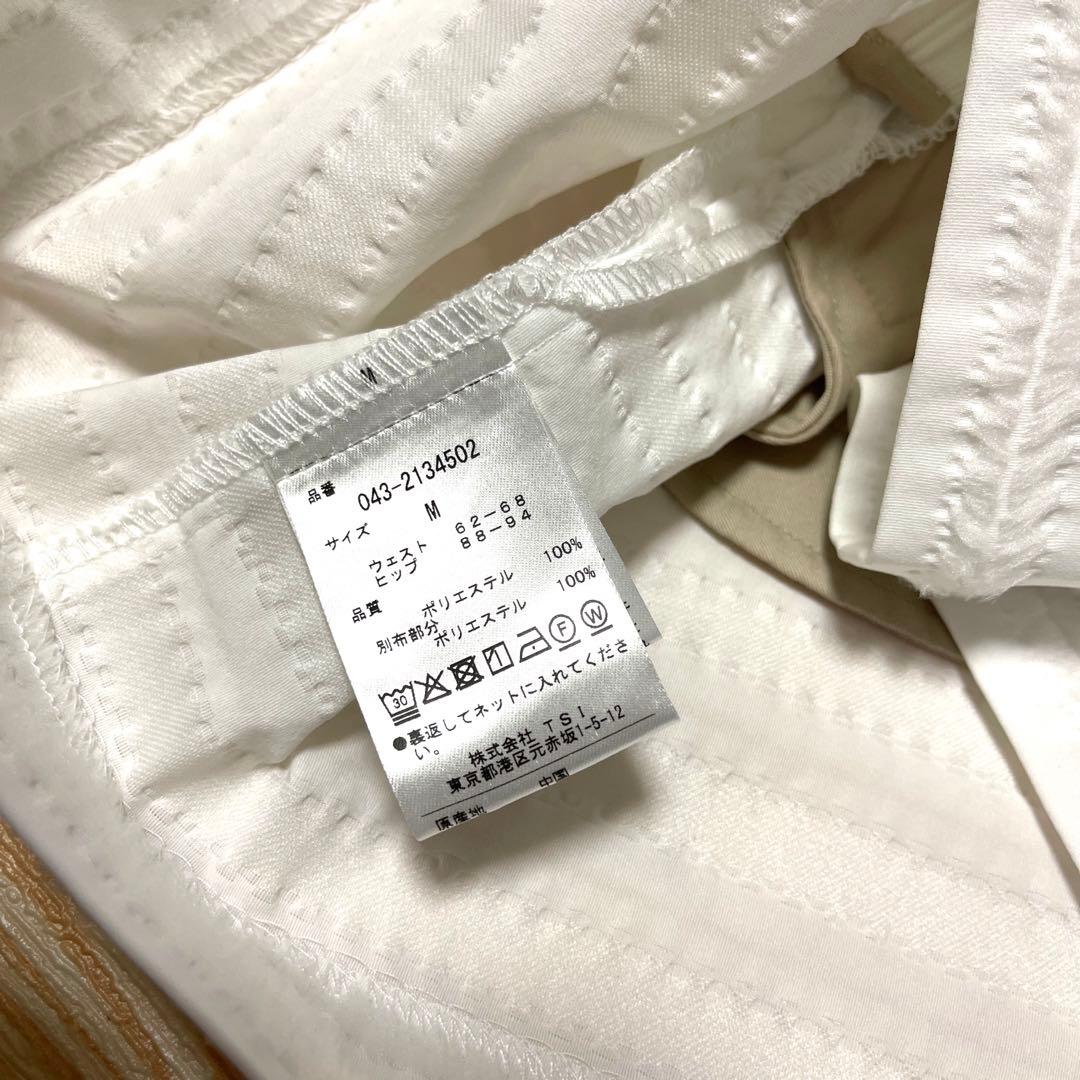 M
品番 043-2134502
サイズ M
ウェスト 62-68
ヒップ 88-94
品質 ポリエステル 100%
別布部分
ポリエステル 100%
30 F W
●裏返してネットに入れてくださ
い。
株式会社 TSI
東京都港区元赤坂1-5-12
原産地 中国